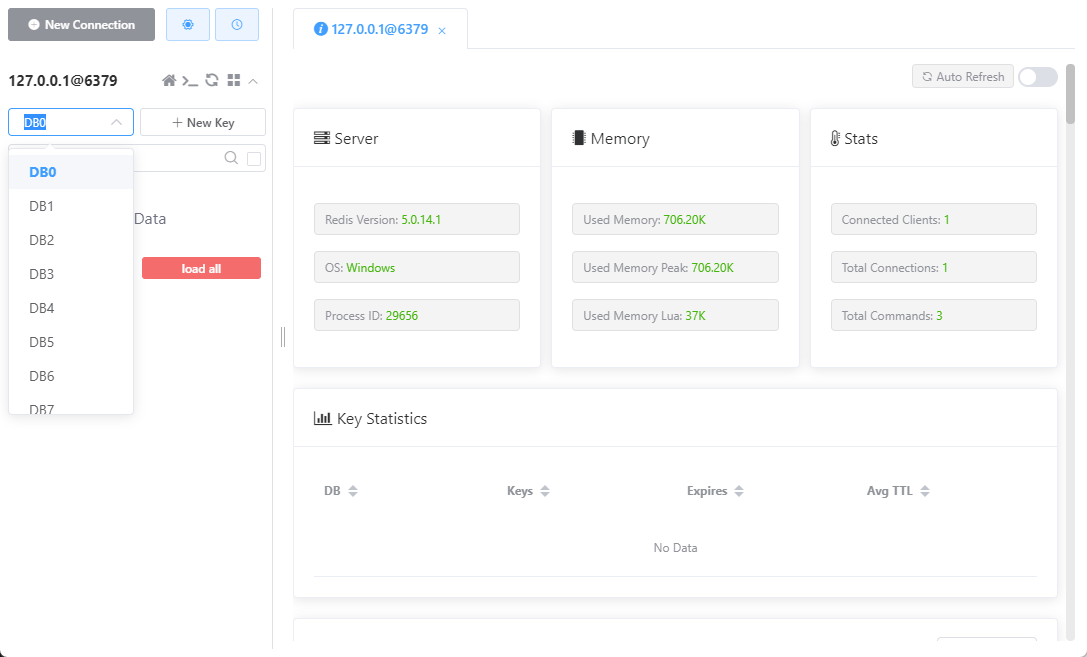 New Connection
127.0.0.1@6379
127.0.0.1@6379
DB0
New Key
DB0
DB1
DB2
DB3
DB4
DB5
DB6
DB7
Data
load all
Auto Refresh
Server
Redis Version: 5.0.14.1
OS: Windows
Process ID: 29656
Memory
Used Memory: 706.20K
Used Memory Peak: 706.20K
Used Memory Lua: 37K
Stats
Connected Clients: 1
Total Connections: 1
Total Commands: 3
Key Statistics
DB Keys Expires Avg TTL
No Data